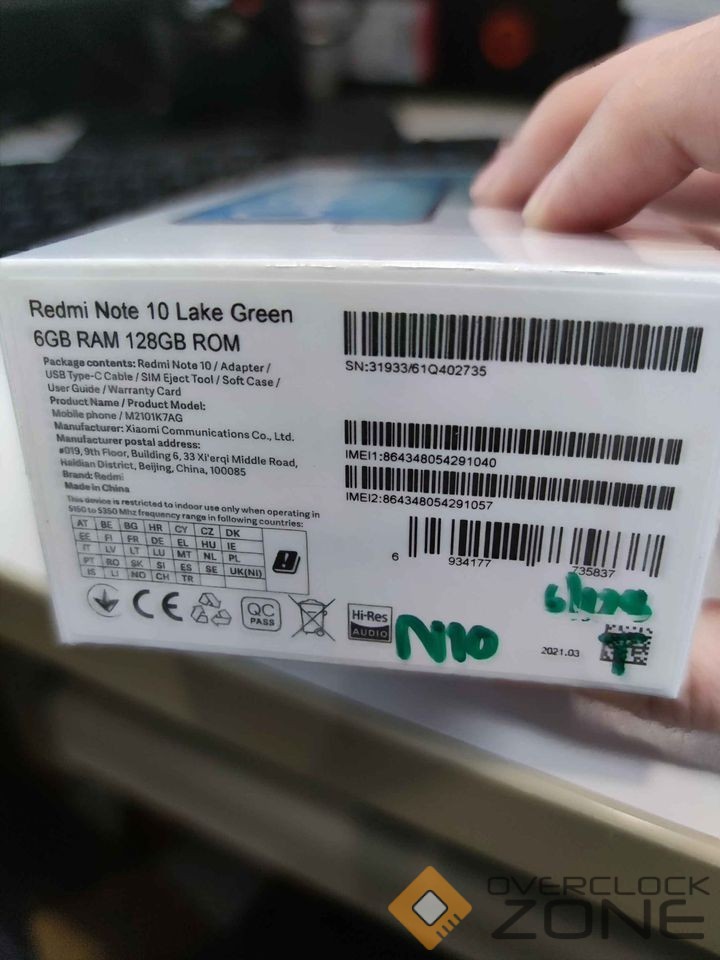 Redmi Note 10 Lake Green
6GB RAM 128GB ROM
Package contents: Redmi Note 10 / Adapter /
USB Type-C Cable / SIM Eject Tool / Soft Case /
User Guide / Warranty Card
Product Name / Product Model:
Mobile phone / M2101K7AG
Manufacturer: Xiaomi Communications Co., Ltd.
Manufacturer postal address:
#019, 9th Floor, Building 6, 33 Xi'erqi Middle Road,
Haidian District, Beijing, China, 100085
Brand: Redmi
Made in China
This device is restricted to indoor use only when operating in
5150 to 5350 Mhz frequency range in following countries:
AT BE BG HR CY CZ DK
EE FI FR DE EL HU IE
IT LV LT LU MT NL PL
PT RO SK SI ES SE UK(NI)
IS LI NO CH TR
CE
QC
PASS
Hi-Res
AUDIO
SN:31933/61Q402735
IMEI1:864348054291040
IMEI2:864348054291057
6 934177 735837
N10
2021.03
T
OVERCLOCK
ZONE